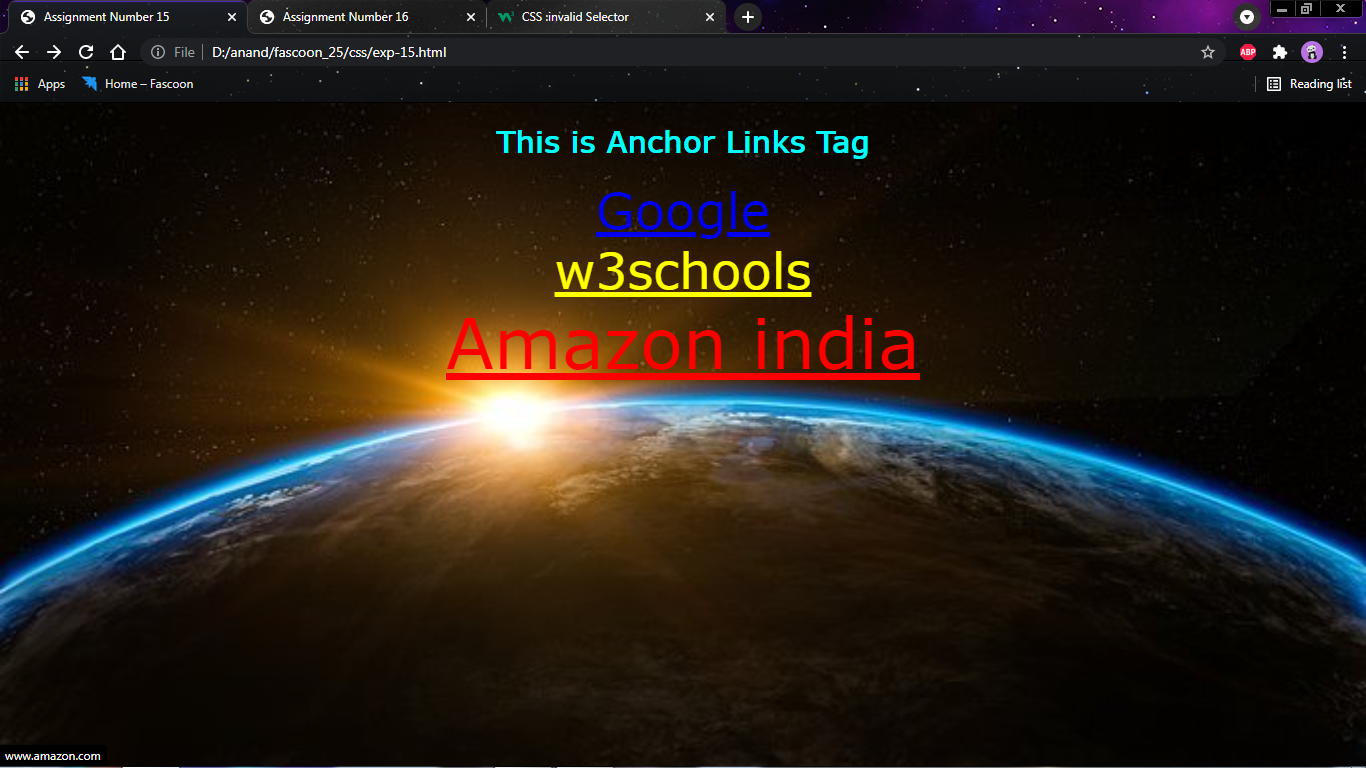 Assignment Number 15
Assignment Number 16
CSS :invalid Selector
File
D:/anand/fascoon_25/css/exp-15.html
ABP
Apps
Home – Fascoon
Reading list
This is Anchor Links Tag
Google
w3schools
Amazon india
www.amazon.com